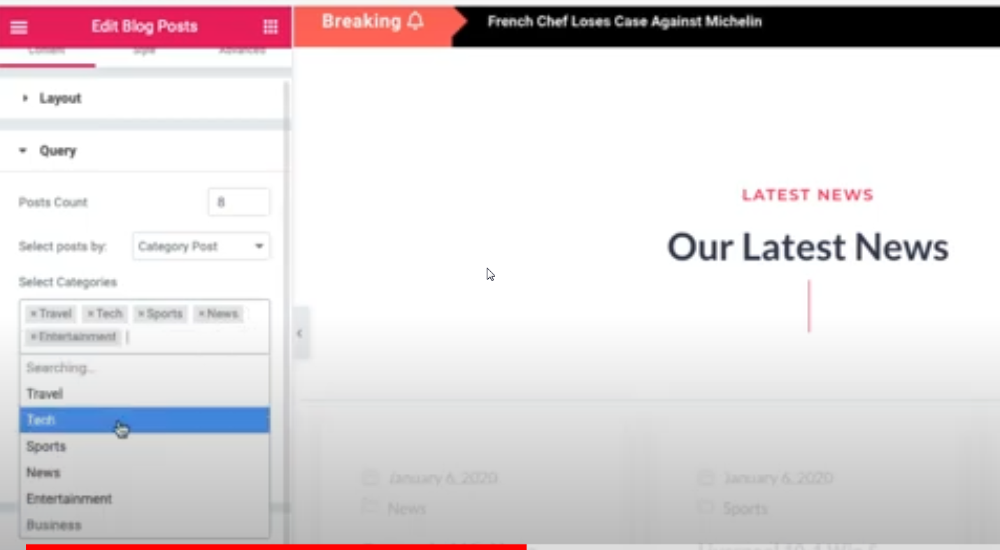 Edit Blog Posts
Breaking
French Chef Loses Case Against Michelin
Content Style Advanced
Layout
Query
Posts Count 8
Select posts by: Category Post
Select Categories
× Travel × Tech × Sports × News
× Entertainment
Searching...
Travel
Tech
Sports
News
Entertainment
Business
LATEST NEWS
Our Latest News
January 6, 2020
News
January 6, 2020
Sports